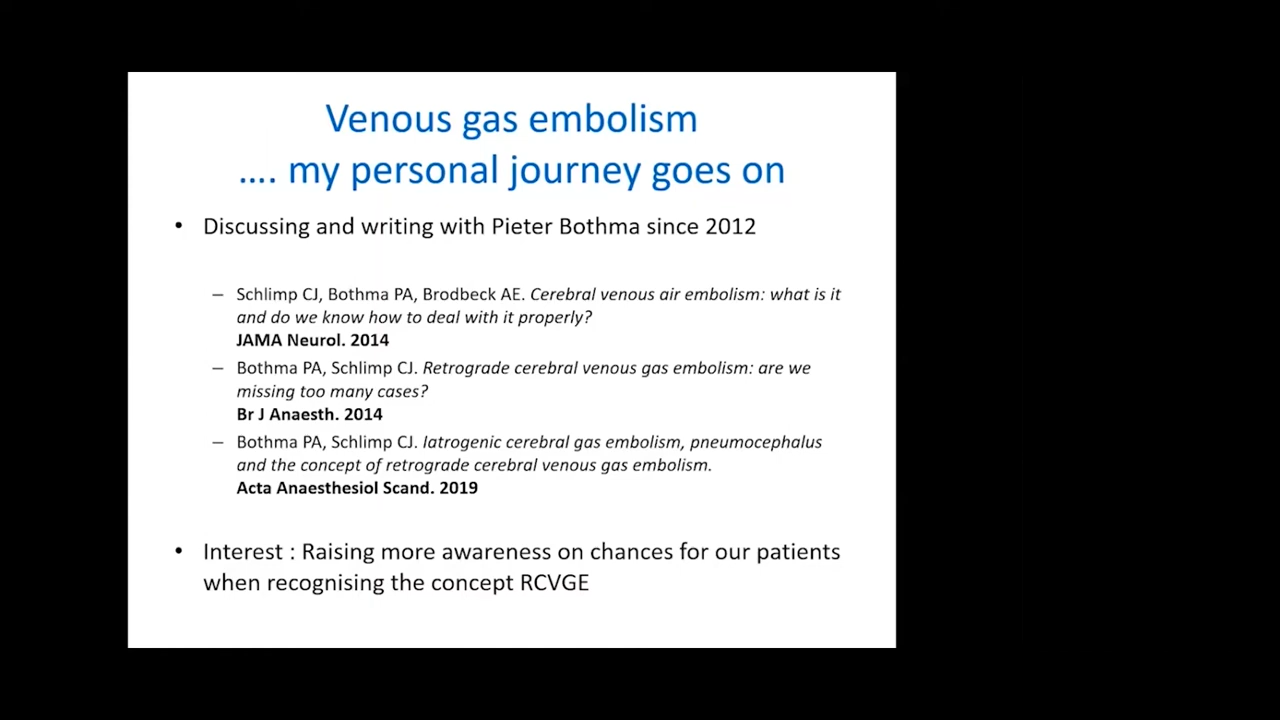 Venous gas embolism
.... my personal journey goes on
• Discussing and writing with Pieter Bothma since 2012
– Schlimp CJ, Bothma PA, Brodbeck AE. Cerebral venous air embolism: what is it
and do we know how to deal with it properly?
JAMA Neurol. 2014
– Bothma PA, Schlimp CJ. Retrograde cerebral venous gas embolism: are we
missing too many cases?
Br J Anaesth. 2014
– Bothma PA, Schlimp CJ. Iatrogenic cerebral gas embolism, pneumocephalus
and the concept of retrograde cerebral venous gas embolism.
Acta Anaesthesiol Scand. 2019
• Interest : Raising more awareness on chances for our patients
when recognising the concept RCVGE